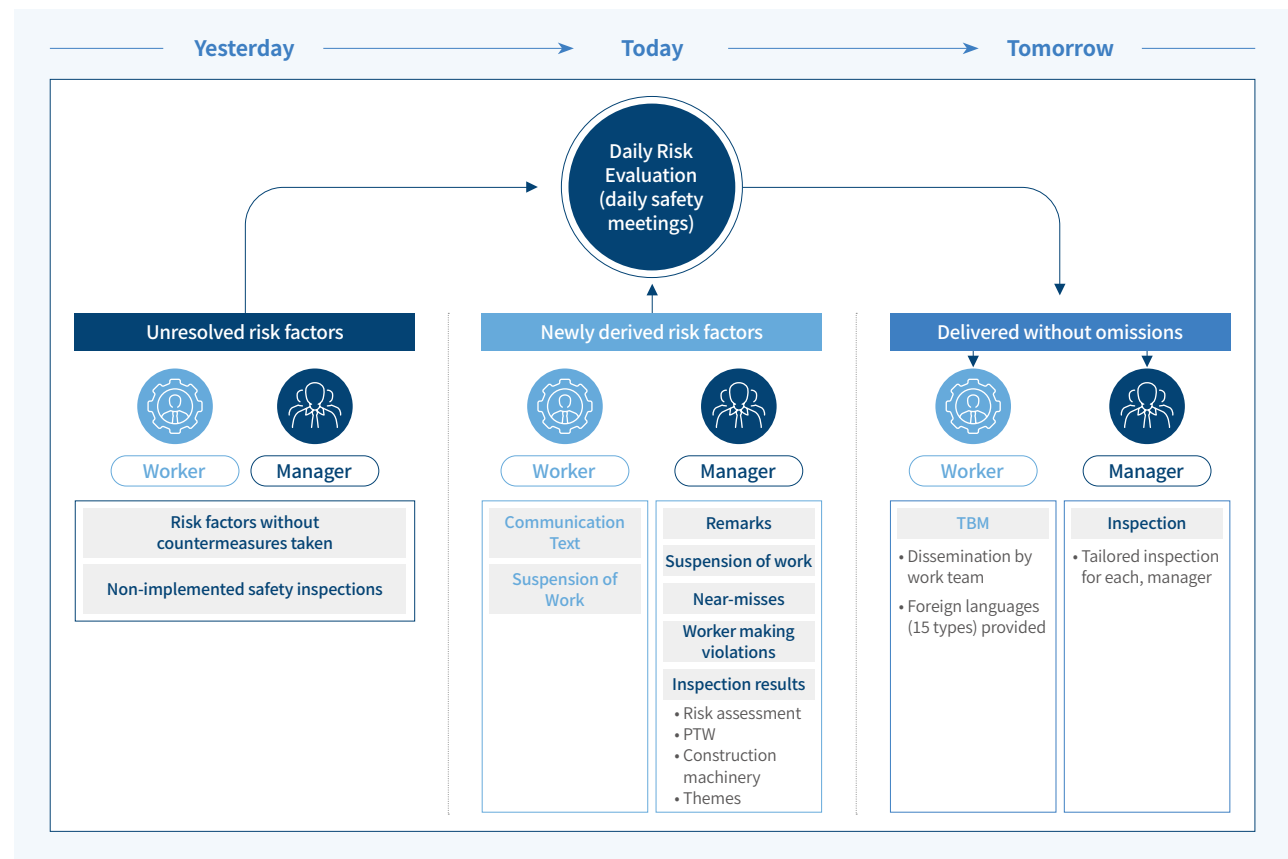 Yesterday
Today
Tomorrow
Daily Risk
Evaluation
(daily safety
meetings)
Unresolved risk factors
Worker
Manager
Risk factors without
countermeasures taken
Non-implemented safety inspections
Newly derived risk factors
Worker
Communication
Text
Suspension of
Work
Manager
Remarks
Suspension of work
Near-misses
Worker making
violations
Inspection results
• Risk assessment
• PTW
• Construction
machinery
• Themes
Delivered without omissions
Worker
TBM
• Dissemination by
work team
• Foreign languages
(15 types) provided
Manager
Inspection
• Tailored inspection
for each, manager